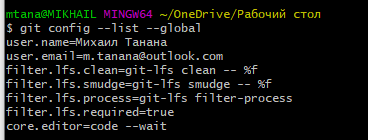 mtana@MIKHAIL MINGW64 ~/OneDrive/Рабочий стол
$ git config --list --global
user.name=Михаил Танана
user.email=m.tanana@outlook.com
filter.lfs.clean=git-lfs clean -- %f
filter.lfs.smudge=git-lfs smudge -- %f
filter.lfs.process=git-lfs filter-process
filter.lfs.required=true
core.editor=code --wait